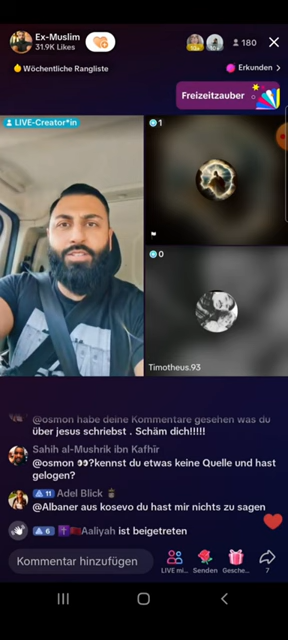 Ex-Muslim
31.9K Likes
180
Wöchentliche Rangliste
Erkunden
Freizeitzauber
LIVE-Creator*in
1
0
Timotheus.93
@osmon habe deine Kommentare gesehen was du
über jesus schriebst . Schäm dich!!!!!
Sahih al-Mushrik ibn Kafhir
@osmon 👀?kennst du etwas keine Quelle und hast
gelogen?
11 Adel Blick
@Albaner aus kosevo du hast mir nichts zu sagen
6 Aaliyah ist beigetreten
Kommentar hinzufügen
LIVE mi...
Senden
Gesche...
7